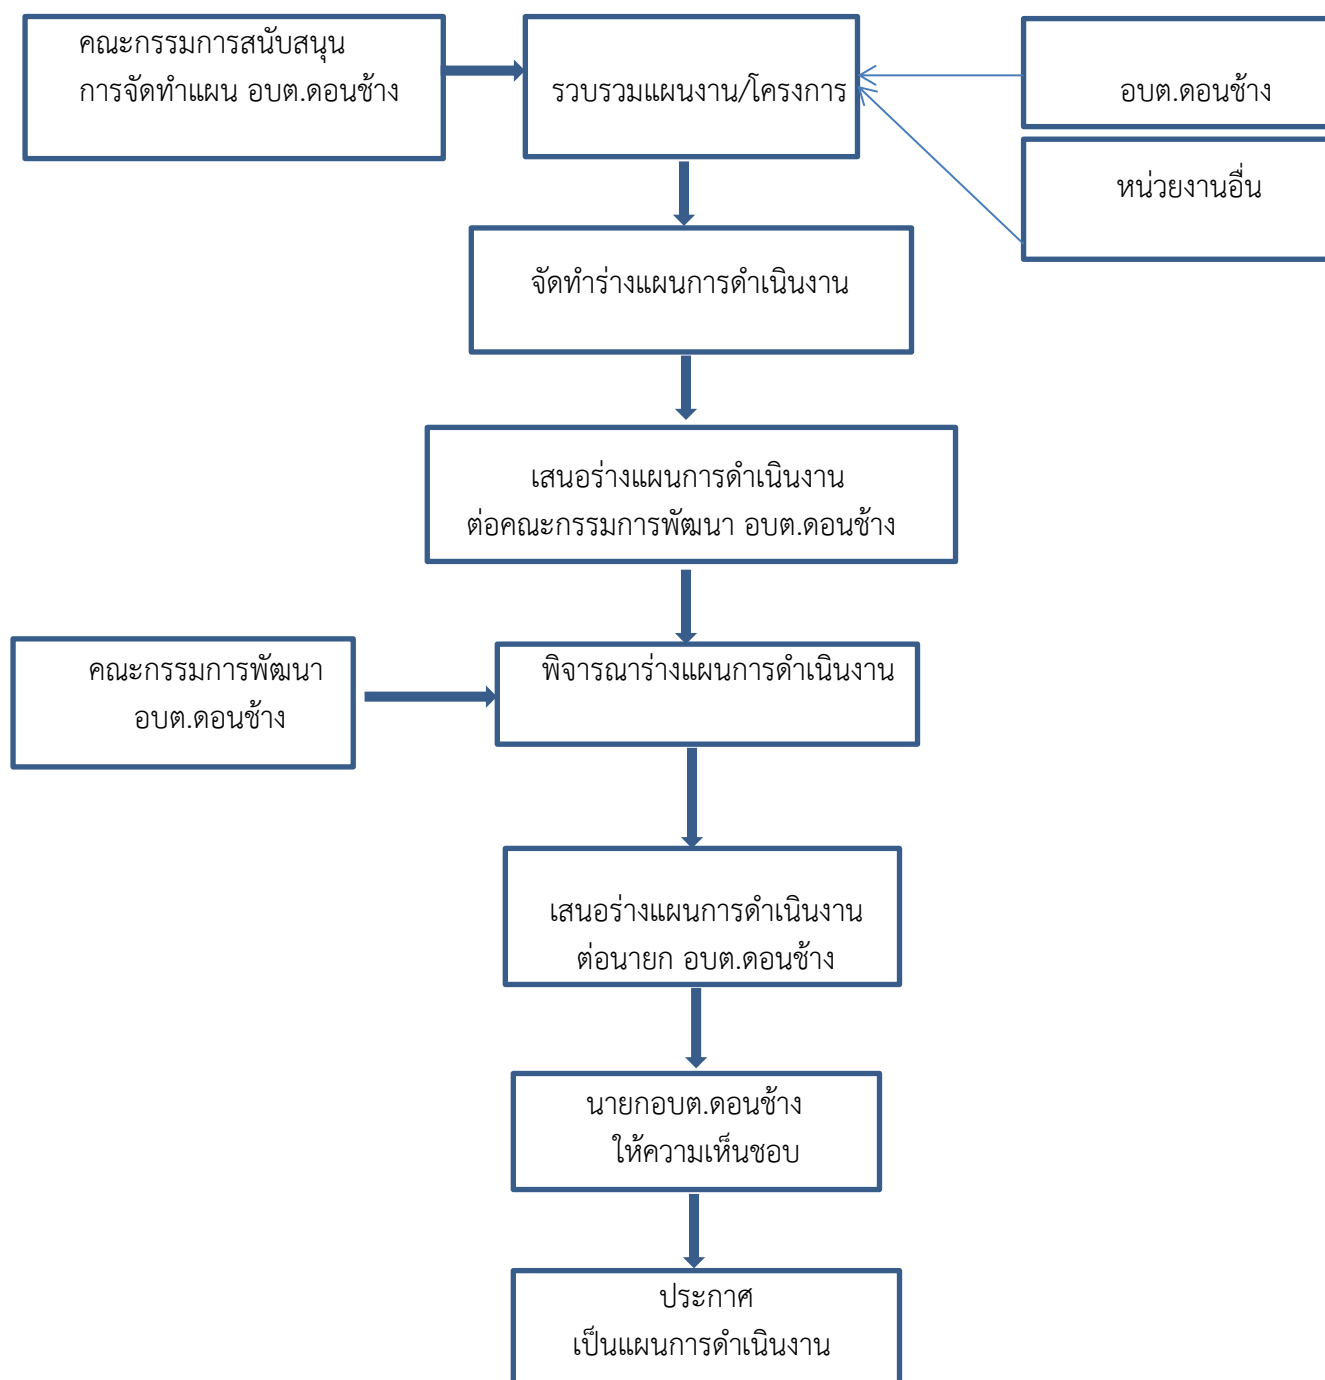 คณะกรรมการสนับสนุน
การจัดทำแผน อบต.ดอนช้าง
รวบรวมแผนงาน/โครงการ
อบต.ดอนช้าง
หน่วยงานอื่น
จัดทำร่างแผนการดำเนินงาน
เสนอร่างแผนการดำเนินงาน
ต่อคณะกรรมการพัฒนา อบต.ดอนช้าง
คณะกรรมการพัฒนา
อบต.ดอนช้าง
พิจารณาร่างแผนการดำเนินงาน
เสนอร่างแผนการดำเนินงาน
ต่อนายก อบต.ดอนช้าง
นายกอบต.ดอนช้าง
ให้ความเห็นชอบ
ประกาศ
เป็นแผนการดำเนินงาน